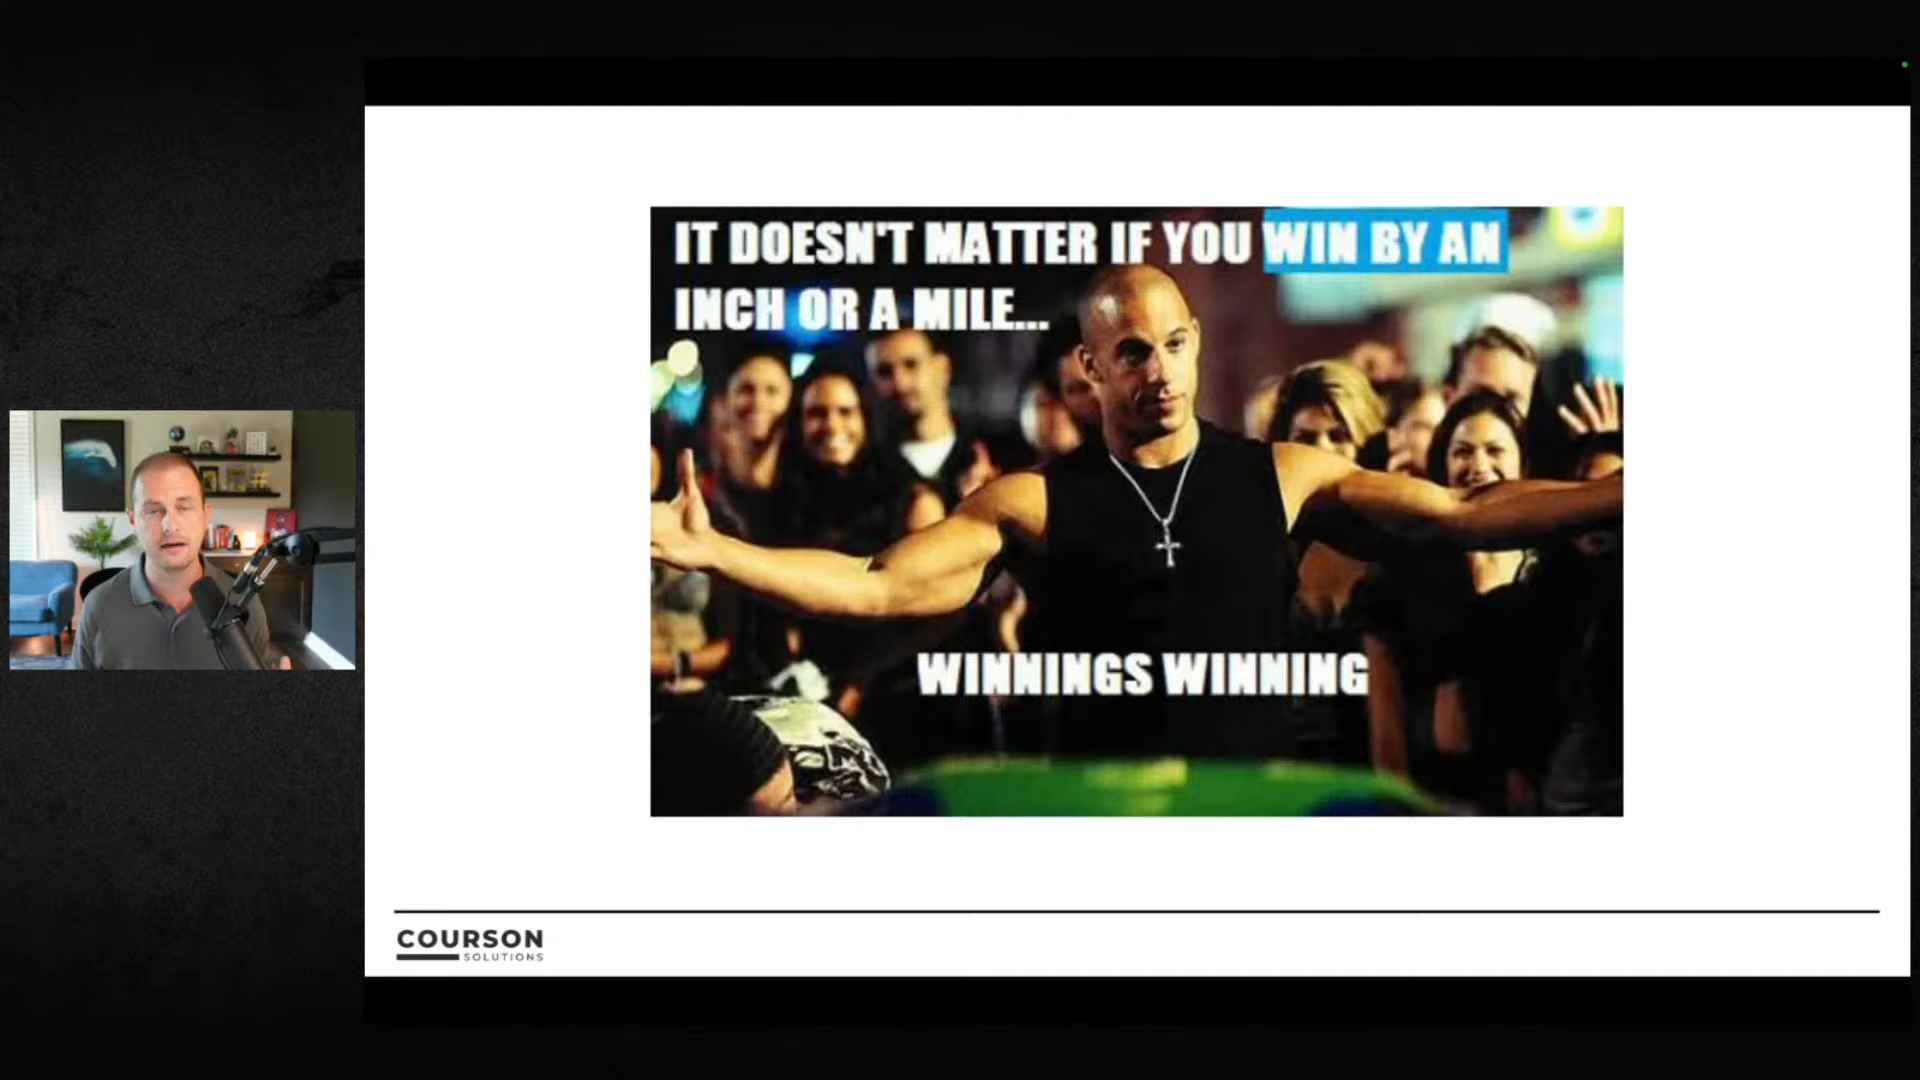 IT DOESN'T MATTER IF YOU WIN BY AN
INCH OR A MILE...
WINNINGS WINNING
COURSON
SOLUTIONS